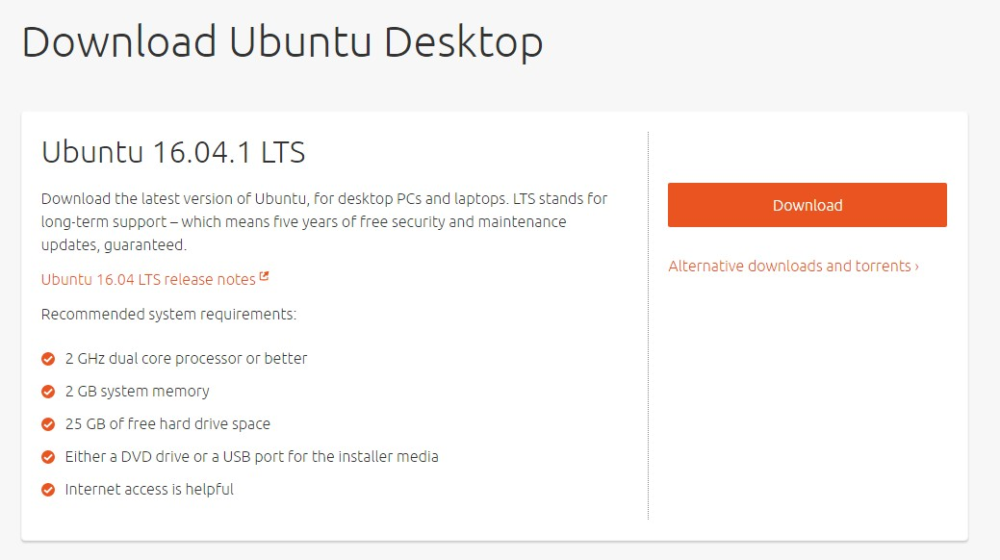 Download Ubuntu Desktop
Ubuntu 16.04.1 LTS
Download the latest version of Ubuntu, for desktop PCs and laptops. LTS stands for
long-term support – which means five years of free security and maintenance
updates, guaranteed.
Ubuntu 16.04 LTS release notes
Recommended system requirements:
2 GHz dual core processor or better
2 GB system memory
25 GB of free hard drive space
Either a DVD drive or a USB port for the installer media
Internet access is helpful
Download
Alternative downloads and torrents ›